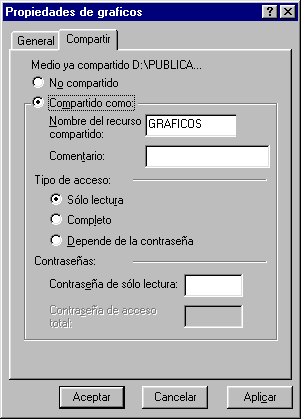 Propiedades de graficos
General Compartir
Medio ya compartido D:\PUBLICA...
No compartido
Compartido como:
Nombre del recurso
compartido:
GRAFICOS
Comentario:
Tipo de acceso:
Sólo lectura
Completo
Depende de la contraseña
Contraseñas:
Contraseña de sólo lectura:
Contraseña de acceso
total:
Aceptar Cancelar Aplicar